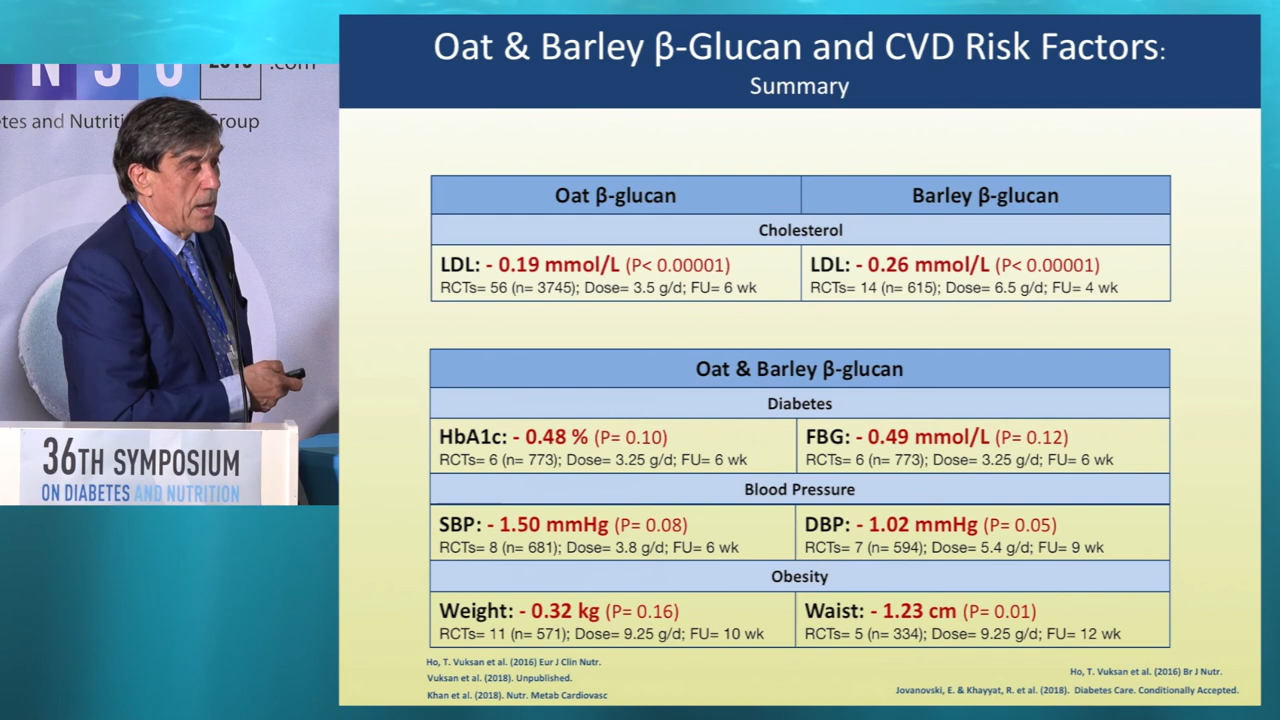 N S G 2018 .com
etes and Nutriti Group
36TH SYMPOSIUM
ON DIABETES AND NUTRITION
Oat & Barley β-Glucan and CVD Risk Factors:
Summary
Oat β-glucan Barley β-glucan
Cholesterol
LDL: - 0.19 mmol/L (P< 0.00001) LDL: - 0.26 mmol/L (P< 0.00001)
RCTs= 56 (n= 3745); Dose= 3.5 g/d; FU= 6 wk RCTs= 14 (n= 615); Dose= 6.5 g/d; FU= 4 wk
Oat & Barley β-glucan
Diabetes
HbA1c: - 0.48 % (P= 0.10) FBG: - 0.49 mmol/L (P= 0.12)
RCTs= 6 (n= 773); Dose= 3.25 g/d; FU= 6 wk RCTs= 6 (n= 773); Dose= 3.25 g/d; FU= 6 wk
Blood Pressure
SBP: - 1.50 mmHg (P= 0.08) DBP: - 1.02 mmHg (P= 0.05)
RCTs= 8 (n= 681); Dose= 3.8 g/d; FU= 6 wk RCTs= 7 (n= 594); Dose= 5.4 g/d; FU= 9 wk
Obesity
Weight: - 0.32 kg (P= 0.16) Waist: - 1.23 cm (P= 0.01)
RCTs= 11 (n= 571); Dose= 9.25 g/d; FU= 10 wk RCTs= 5 (n= 334); Dose= 9.25 g/d; FU= 12 wk
Ho, T. Vuksan et al. (2016) Eur J Clin Nutr.
Vuksan et al. (2018). Unpublished.
Khan et al. (2018). Nutr. Metab Cardiovasc
Ho, T. Vuksan et al. (2016) Br J Nutr.
Jovanovski, E. & Khayyat, R. et al. (2018). Diabetes Care. Conditionally Accepted.